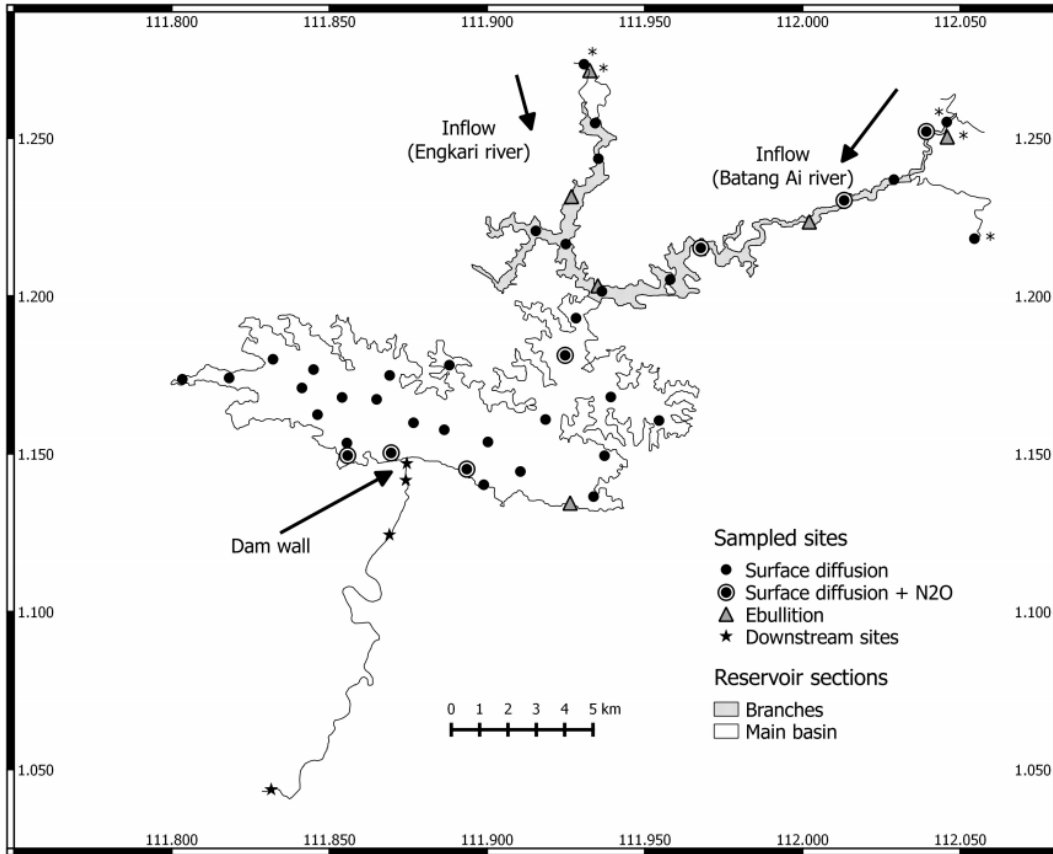 111.800 111.850 111.900 111.950 112.000 112.050
* *
Inflow
(Engkari river)
Inflow
(Batang Ai river)
* *
*
1.250 1.250
1.200 1.200
1.150 1.150
1.100 1.100
1.050 1.050
Dam wall
Sampled sites
Surface diffusion
Surface diffusion + N2O
Ebullition
Downstream sites
Reservoir sections
Branches
Main basin
0 1 2 3 4 5 km
111.800 111.850 111.900 111.950 112.000 112.050